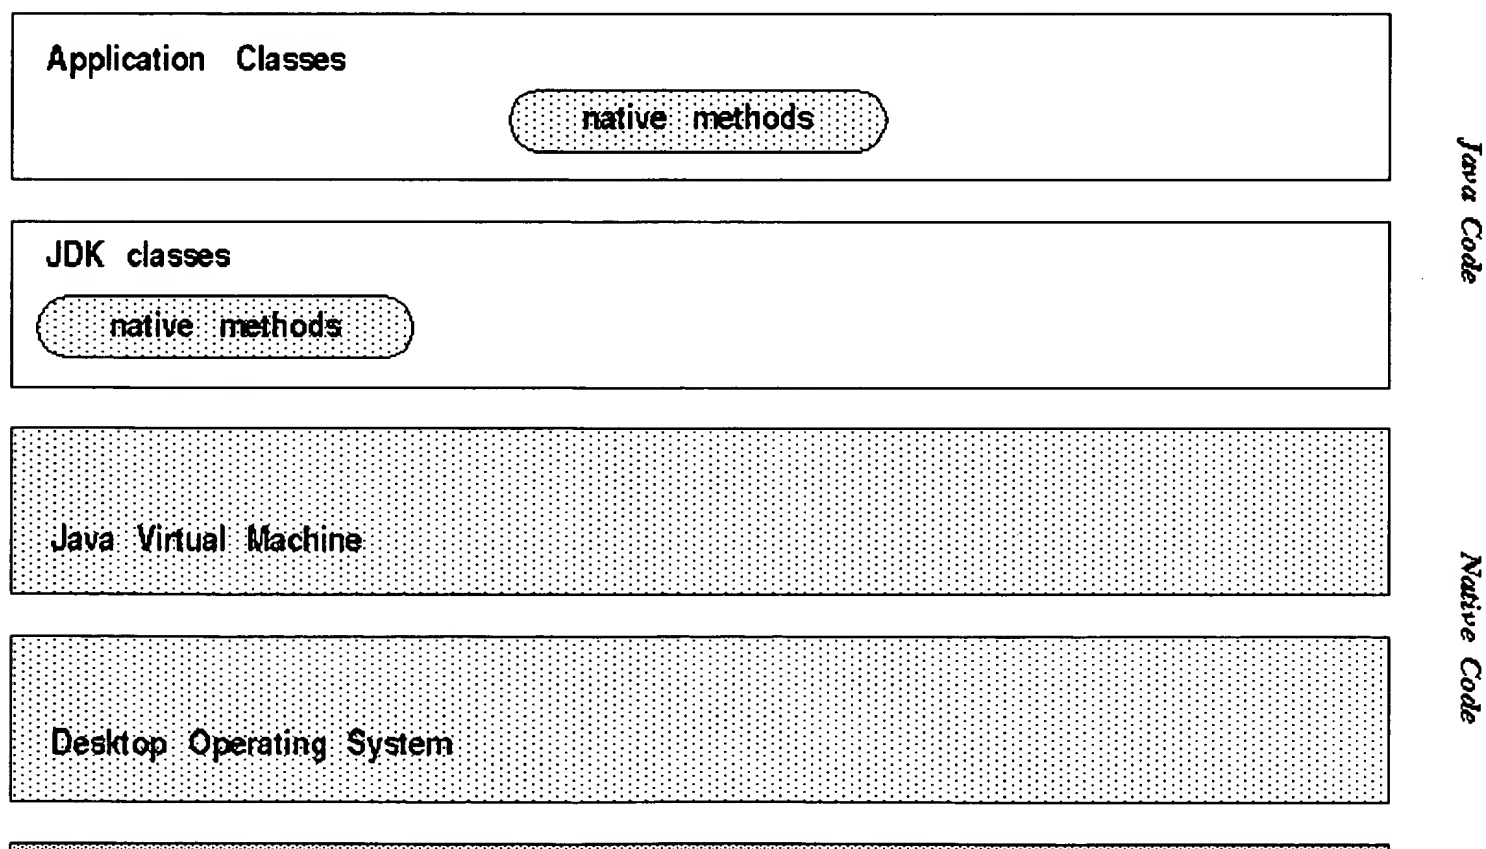 Application Classes
native methods
Java Code
JDK classes
native methods
Java Virtual Machine
Native Code
Desktop Operating System